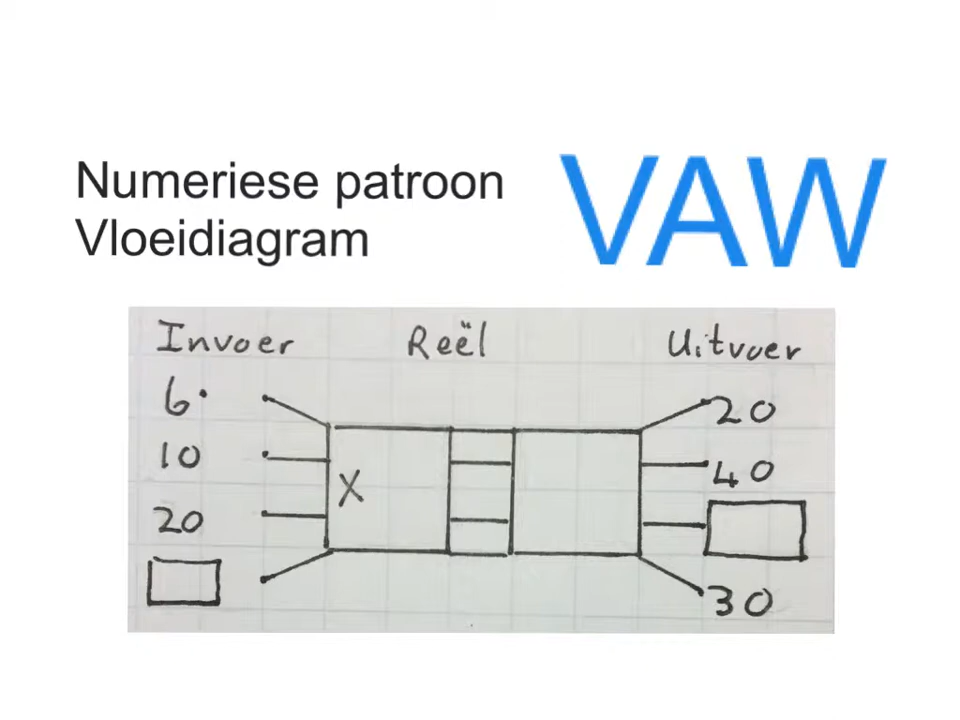 Numeriese patroon
Vloeidiagram
VAW
Invoer Reël Uitvoer
6 20
10 40
X
20
30